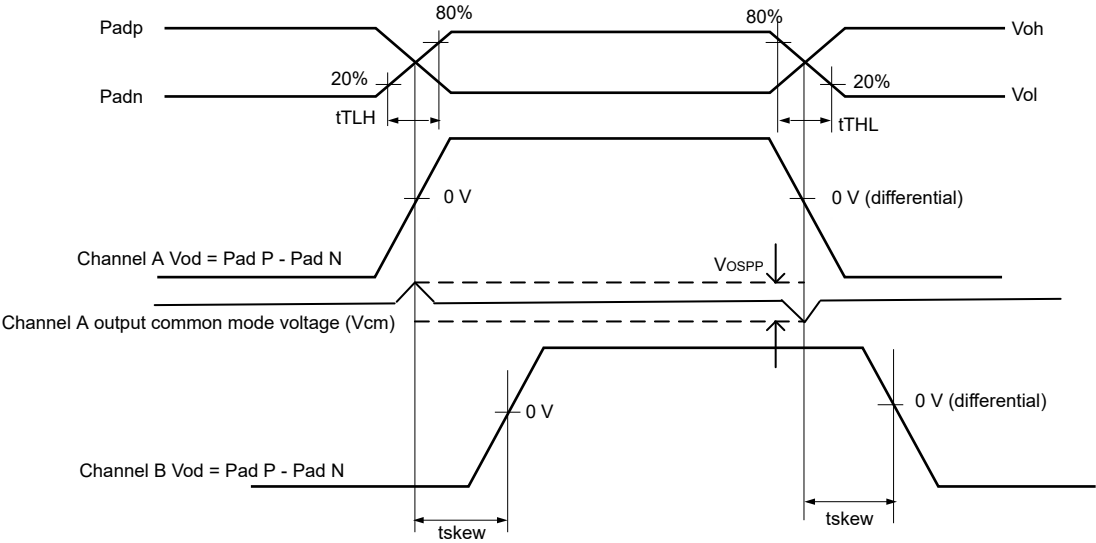 80%
80%
Padp
Voh
20%
20%
Padn
Vol
tTLH
tTHL
0 V
0 V (differential)
Channel A Vod = Pad P - Pad N
VOSPP
Channel A output common mode voltage (Vcm)
0 V
0 V (differential)
Channel B Vod = Pad P - Pad N
tskew
tskew